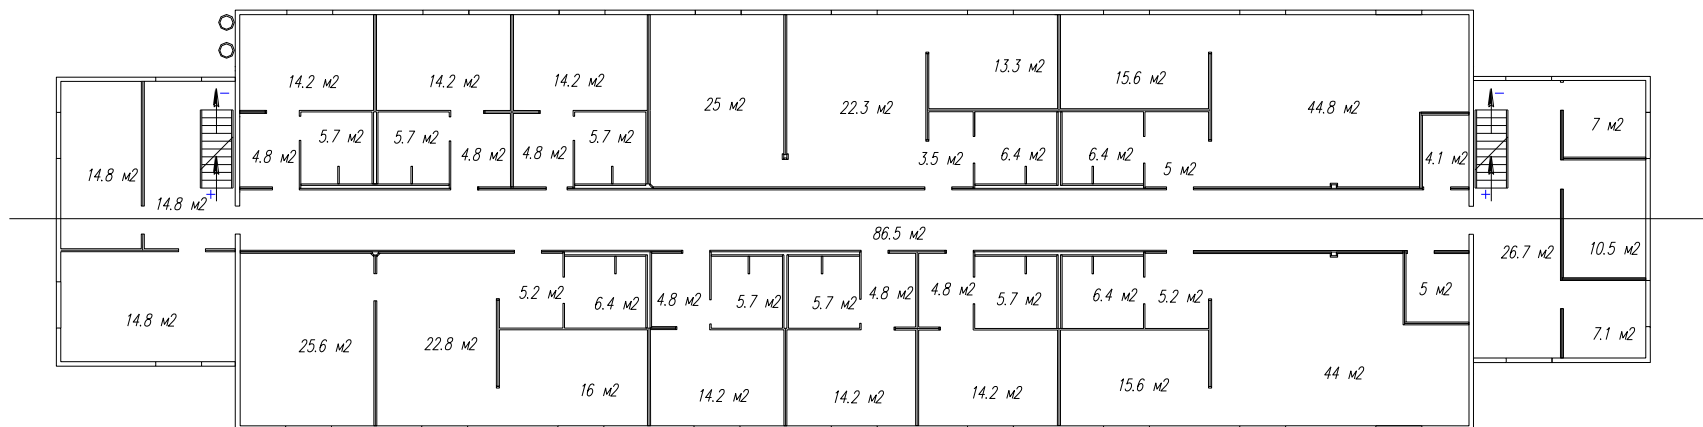 14.2 м2
14.2 м2
14.2 м2
25 м2
22.3 м2
13.3 м2
15.6 м2
44.8 м2
7 м2
5.7 м2
5.7 м2
5.7 м2
4.8 м2
4.8 м2
4.8 м2
3.5 м2
6.4 м2
6.4 м2
5 м2
4.1 м2
14.8 м2
14.8 м2
86.5 м2
26.7 м2
10.5 м2
5.2 м2
6.4 м2
4.8 м2
5.7 м2
5.7 м2
4.8 м2
4.8 м2
5.7 м2
6.4 м2
5.2 м2
5 м2
14.8 м2
25.6 м2
22.8 м2
16 м2
14.2 м2
14.2 м2
14.2 м2
15.6 м2
44 м2
7.1 м2